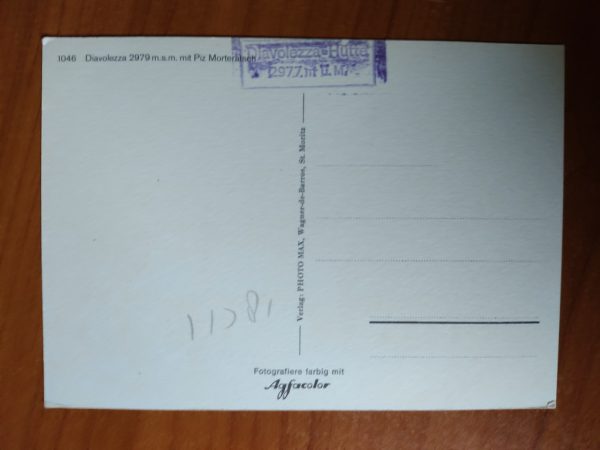 1046 Diavolezza 2979 m.s.m. mit Piz Morteratsch
Diavolezza-Hütte
2977 m ü. M.
Verlag: PHOTO MAX, Wagner-de-Barros, St. Moritz
Fotografiere farbig mit
Agfacolor